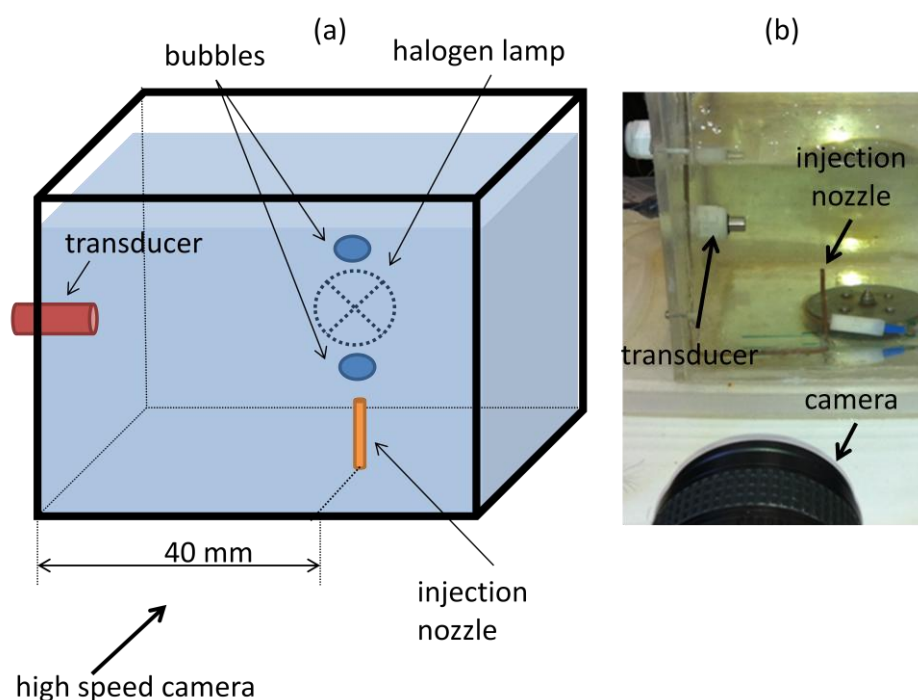 (a)
bubbles
halogen lamp
transducer
40 mm
injection
nozzle
high speed camera
(b)
injection
nozzle
transducer
camera